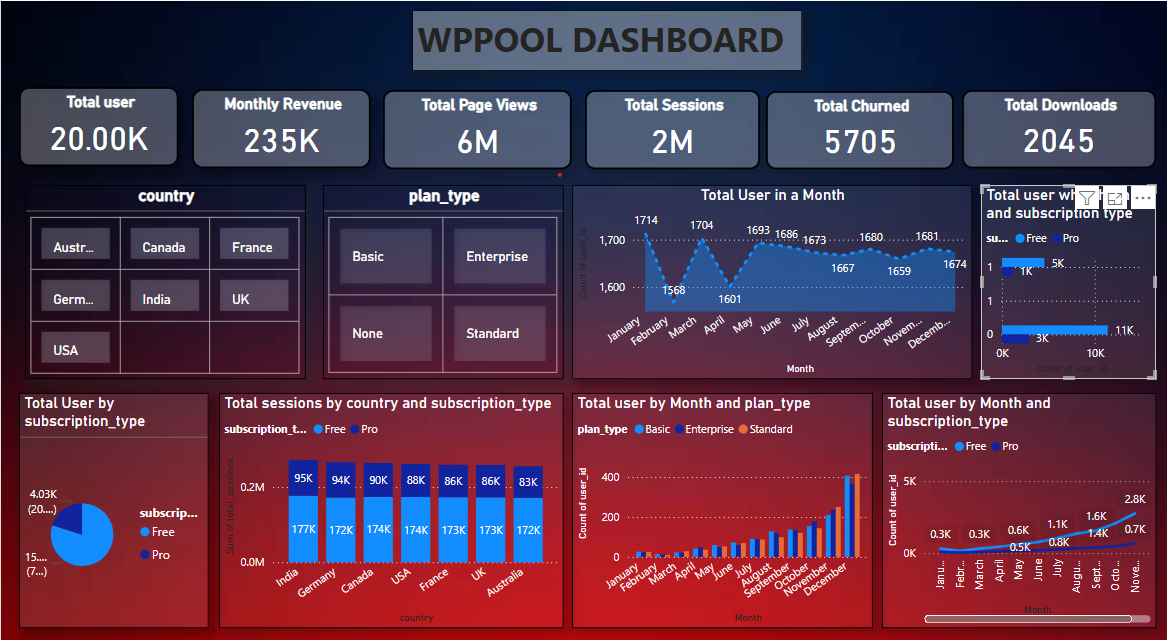 WPPOOL DASHBOARD
Total user
20.00K
Monthly Revenue
235K
Total Page Views
6M
Total Sessions
2M
Total Churned
5705
Total Downloads
2045
country
Austr...
Canada
France
Germ...
India
UK
USA
plan_type
Basic
Enterprise
None
Standard
Total User in a Month
Count of user_id
1,700
1,600
1714
1568
1704
1601
1693
1686
1673
1667
1680
1659
1681
1674
January
February
March
April
May
June
July
August
Septem...
October
Novem...
Decemb...
Month
Total user
and subscription type
su...
Free
Pro
1
5K
1K
1
0
11K
3K
0K
10K
Count of user_id
Total User by
subscription_type
4.03K
(20....)
15....
(7...)
subscrip...
Free
Pro
Total sessions by country and subscription_type
subscription_t...
Free
Pro
Sum of total_sessions
0.2M
0.0M
95K
94K
90K
88K
86K
86K
83K
177K
172K
174K
174K
173K
173K
172K
India
Germany
Canada
USA
France
UK
Australia
country
Total user by Month and plan_type
plan_type
Basic
Enterprise
Standard
Count of user_id
400
200
0
January
February
March
April
May
June
July
August
September
October
November
December
Month
Total user by Month and
subscription_type
subscripti...
Free
Pro
Count of user_id
5K
0K
0.3K
0.3K
0.6K
0.5K
1.1K
0.8K
1.6K
1.4K
2.8K
0.7K
Janu...
Febr...
March
April
May
June
July
Augu...
Sept...
Octo...
Nove...
Month